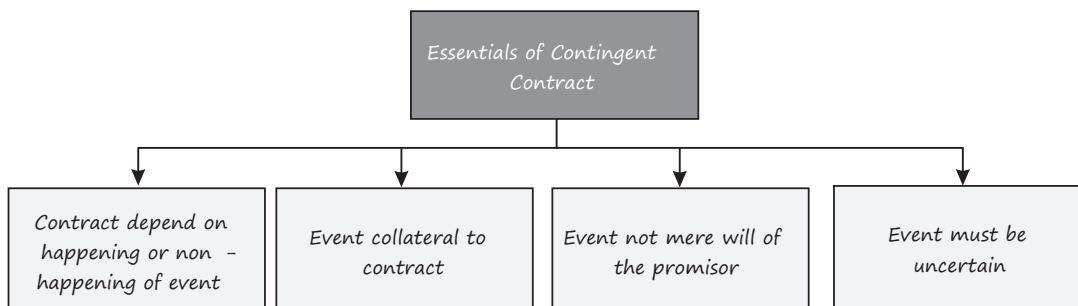 Essentials of Contingent
Contract
Contract depend on
happening or non -
happening of event
Event collateral to
contract
Event not mere will of
the promisor
Event must be
uncertain